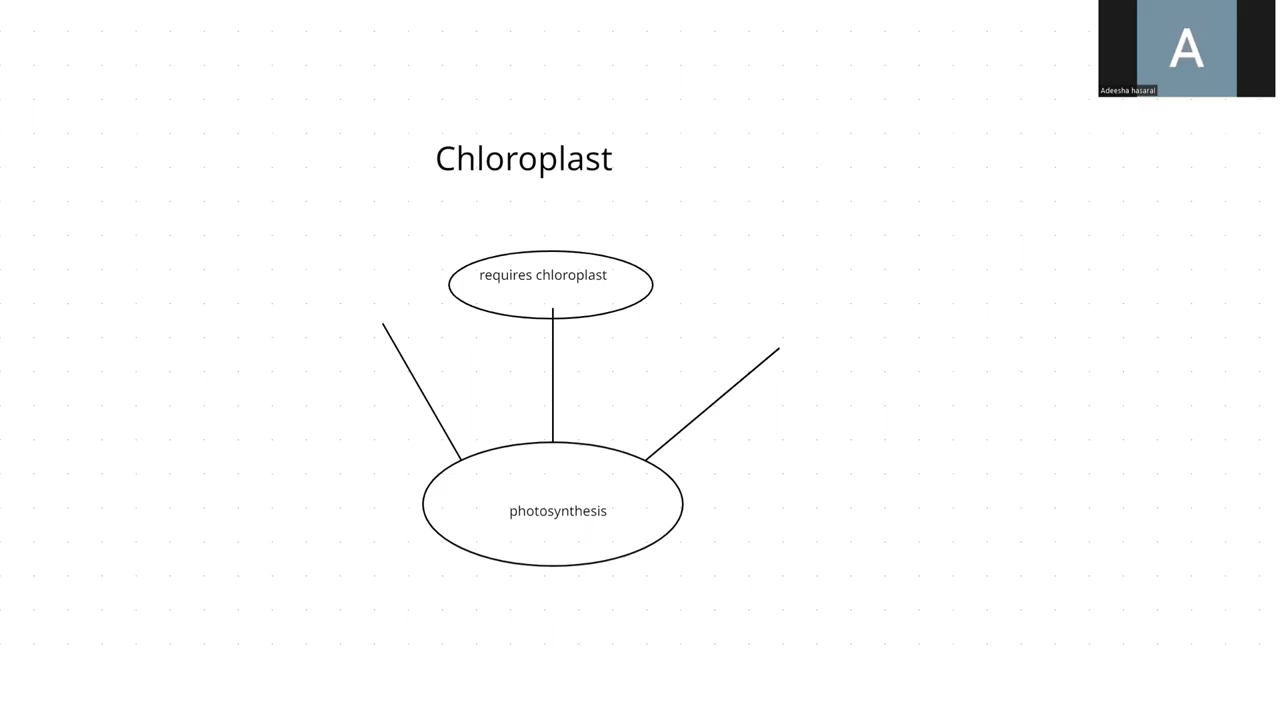 A
Adeesha hasaral
Chloroplast
requires chloroplast
photosynthesis